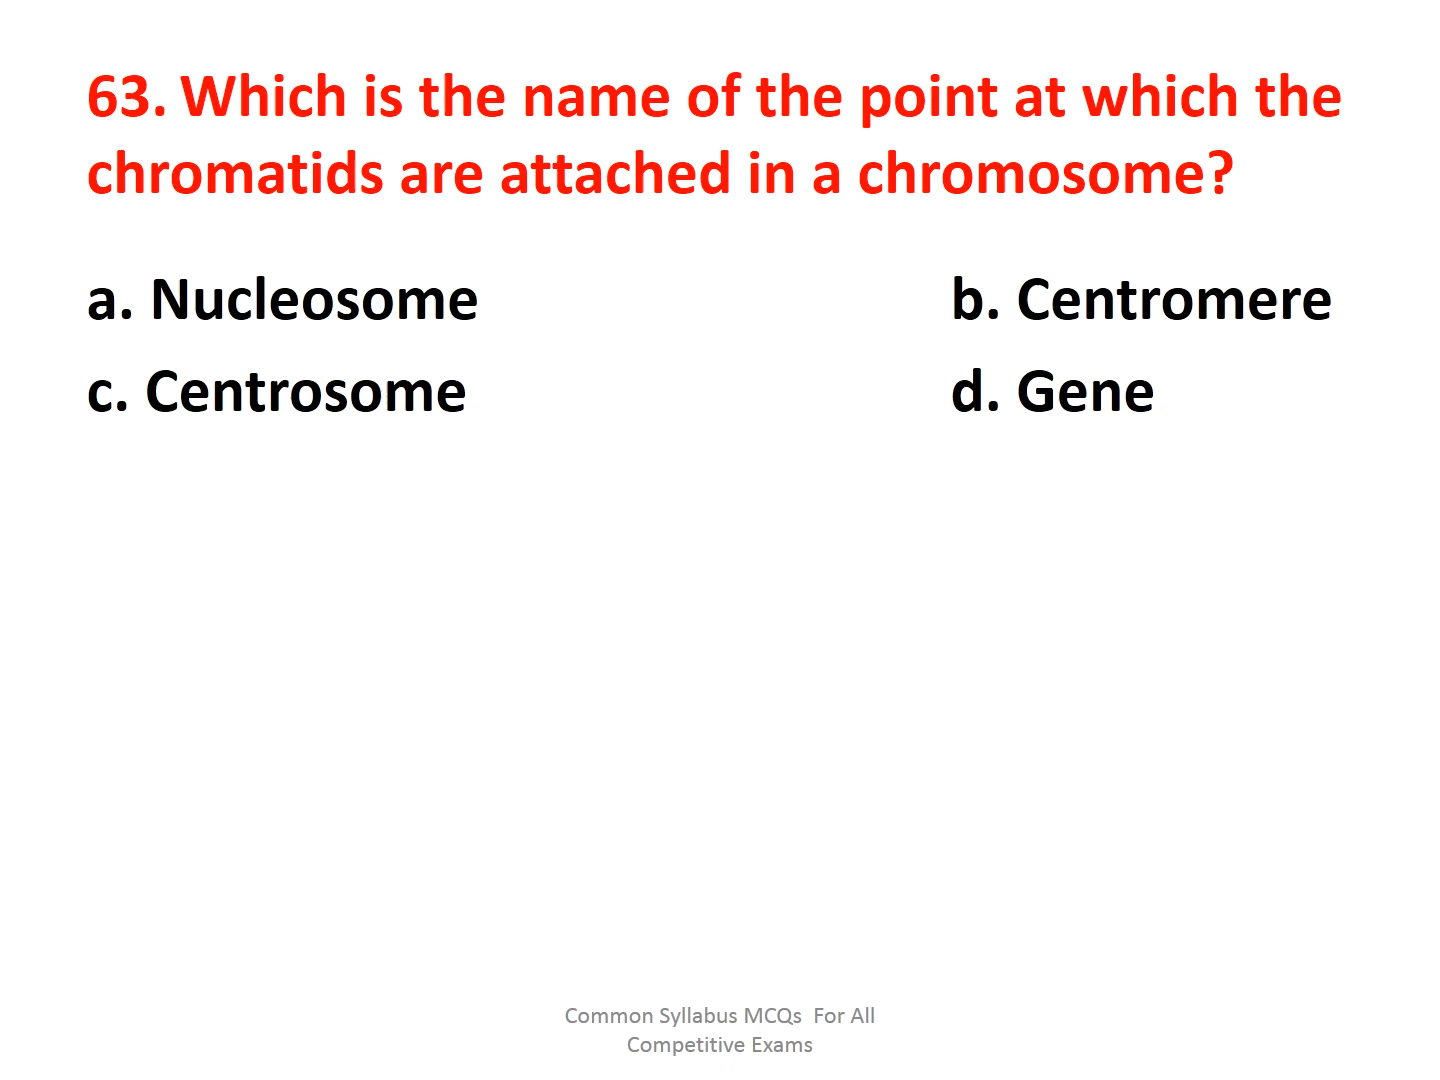 63. Which is the name of the point at which the
chromatids are attached in a chromosome?
a. Nucleosome b. Centromere
c. Centrosome d. Gene
Common Syllabus MCQs  For All
Competitive Exams